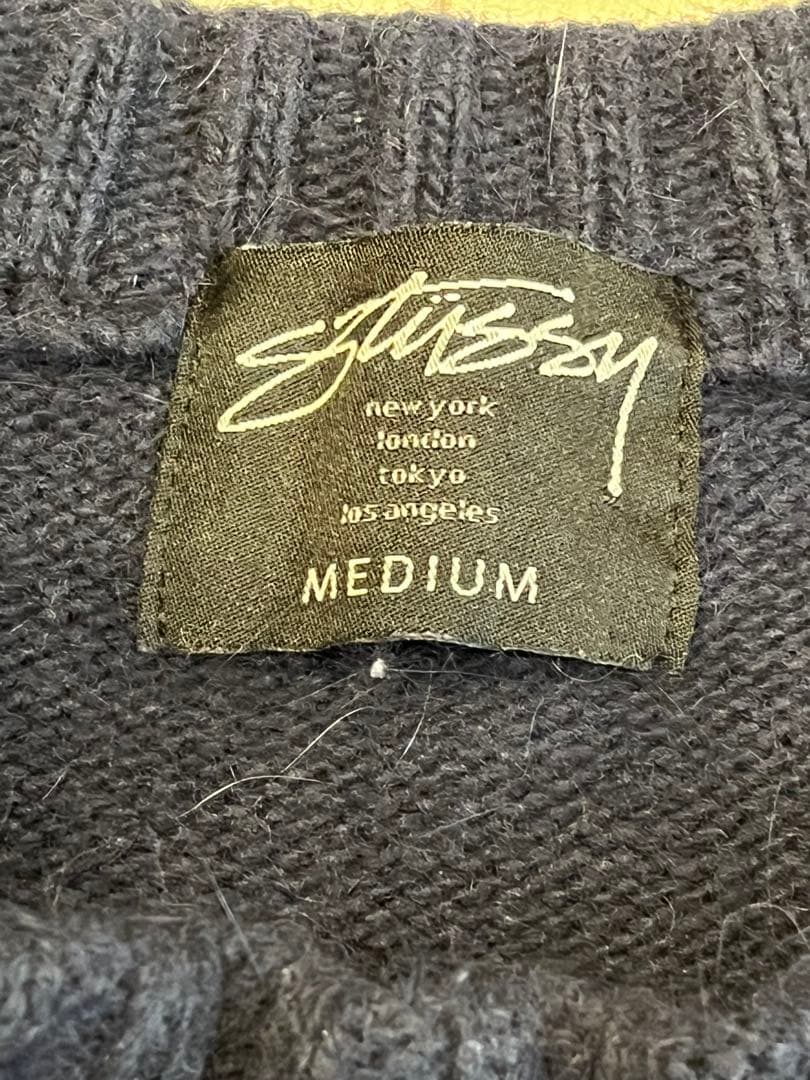 Stüssy
new york
london
tokyo
los angeles
MEDIUM